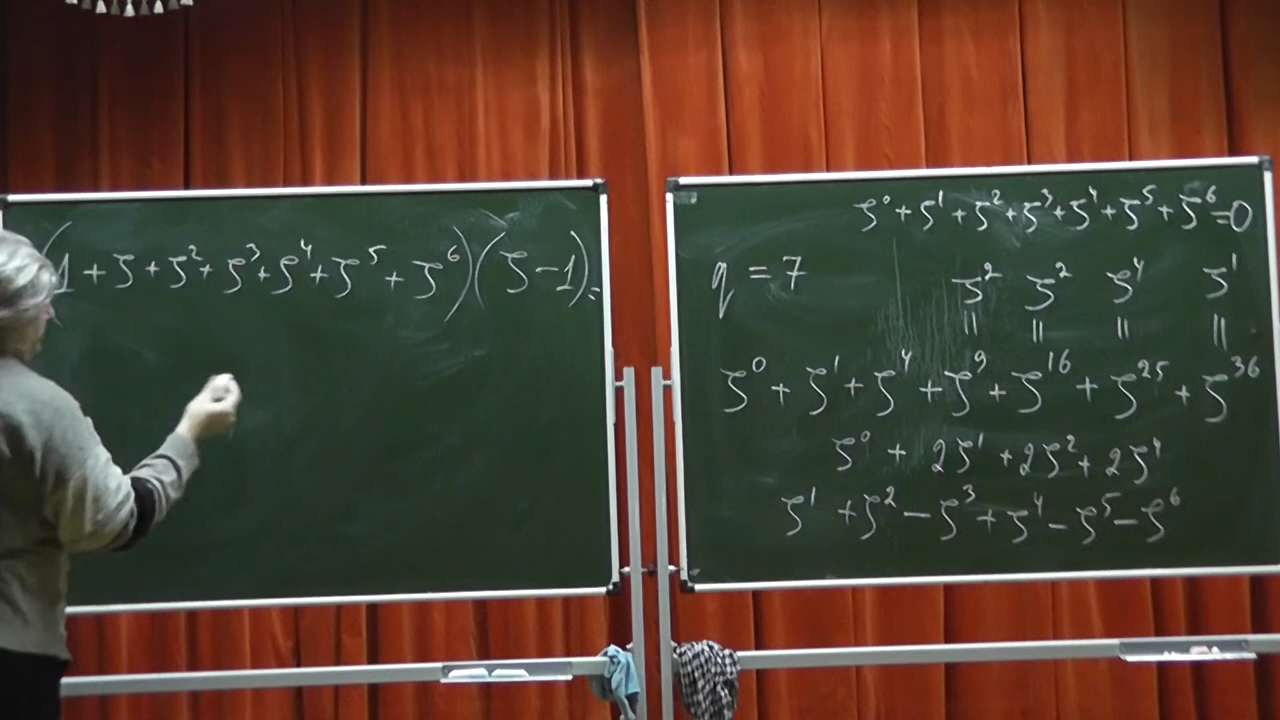 (1 + ζ + ζ² + ζ³ + ζ⁴ + ζ⁵ + ζ⁶)(ζ − 1) =
ζ⁰ + ζ¹ + ζ² + ζ³ + ζ⁴ + ζ⁵ + ζ⁶ = 0
q = 7
ζ² ζ² ζ⁴ ζ¹
|| || || ||
ζ⁰ + ζ¹ + ζ⁴ + ζ⁹ + ζ¹⁶ + ζ²⁵ + ζ³⁶
ζ⁰ + 2ζ¹ + 2ζ² + 2ζ⁴
ζ¹ + ζ² − ζ³ + ζ⁴ − ζ⁵ − ζ⁶